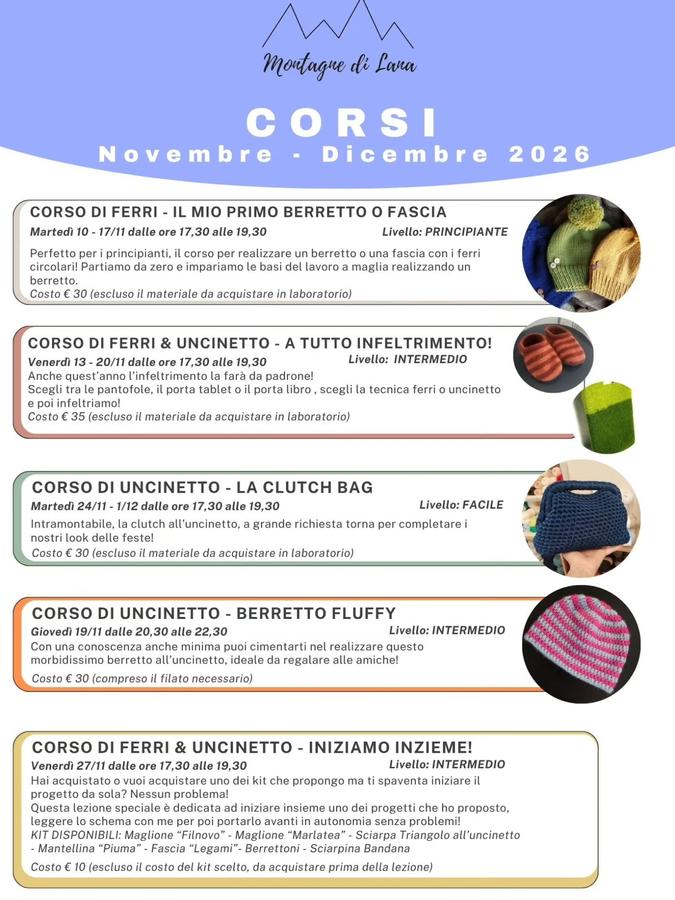 Montagne di Lana
CORSI
Novembre - Dicembre 2026
CORSO DI FERRI - IL MIO PRIMO BERRETTO O FASCIA
Martedì 10 - 17/11 dalle ore 17,30 alle 19,30 Livello: PRINCIPIANTE
Perfetto per i principianti, il corso per realizzare un berretto o una fascia con i ferri
circolari! Partiamo da zero e impariamo le basi del lavoro a maglia realizzando un
berretto.
Costo € 30 (escluso il materiale da acquistare in laboratorio)
CORSO DI FERRI & UNCINETTO - A TUTTO INFELTRIMENTO!
Venerdì 13 - 20/11 dalle ore 17,30 alle 19,30 Livello: INTERMEDIO
Anche quest'anno l'infeltrimento la farà da padrone!
Scegli tra le pantofole, il porta tablet o il porta libro , scegli la tecnica ferri o uncinetto
e poi infeltriamo!
Costo € 35 (escluso il materiale da acquistare in laboratorio)
CORSO DI UNCINETTO - LA CLUTCH BAG
Martedì 24/11 - 1/12 dalle ore 17,30 alle 19,30 Livello: FACILE
Intramontabile, la clutch all'uncinetto, a grande richiesta torna per completare i
nostri look delle feste!
Costo € 30 (escluso il materiale da acquistare in laboratorio)
CORSO DI UNCINETTO - BERRETTO FLUFFY
Giovedì 19/11 dalle 20,30 alle 22,30 Livello: INTERMEDIO
Con una conoscenza anche minima puoi cimentarti nel realizzare questo
morbidissimo berretto all'uncinetto, ideale da regalare alle amiche!
Costo € 30 (compreso il filato necessario)
CORSO DI FERRI & UNCINETTO - INIZIAMO INZIEME!
Venerdì 27/11 dalle ore 17,30 alle 19,30 Livello: INTERMEDIO
Hai acquistato o vuoi acquistare uno dei kit che propongo ma ti spaventa iniziare il
progetto da sola? Nessun problema!
Questa lezione speciale è dedicata ad iniziare insieme uno dei progetti che ho proposto,
leggere lo schema con me per poi portarlo avanti in autonomia senza problemi!
KIT DISPONIBILI: Maglione "Filnovo" - Maglione "Marlatea" - Sciarpa Triangolo all'uncinetto
- Mantellina "Piuma" - Fascia "Legami"- Berrettoni - Sciarpina Bandana
Costo € 10 (escluso il costo del kit scelto, da acquistare prima della lezione)